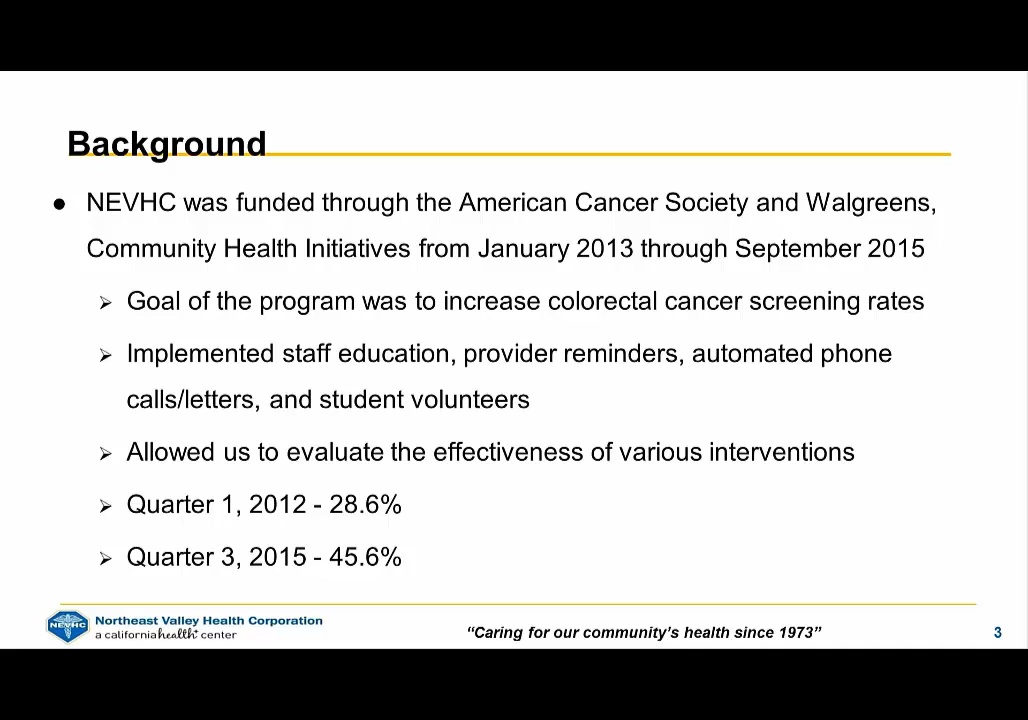 Background
● NEVHC was funded through the American Cancer Society and Walgreens,
Community Health Initiatives from January 2013 through September 2015
➢ Goal of the program was to increase colorectal cancer screening rates
➢ Implemented staff education, provider reminders, automated phone
calls/letters, and student volunteers
➢ Allowed us to evaluate the effectiveness of various interventions
➢ Quarter 1, 2012 - 28.6%
➢ Quarter 3, 2015 - 45.6%
NEVHC
Northeast Valley Health Corporation
a california health+ center
“Caring for our community’s health since 1973”
3